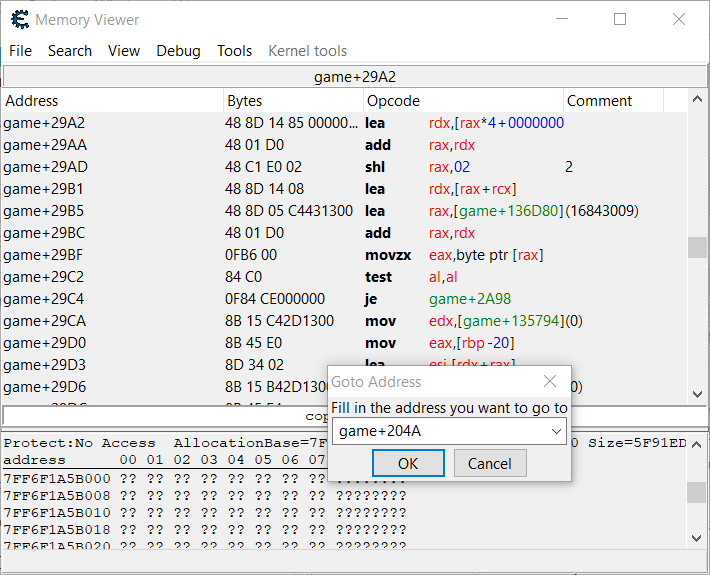 Memory Viewer
File Search View Debug Tools Kernel tools
game+29A2
Address Bytes Opcode Comment
game+29A2 48 8D 14 85 00000... lea rdx,[rax*4+0000000
game+29AA 48 01 D0 add rax,rdx
game+29AD 48 C1 E0 02 shl rax,02 2
game+29B1 48 8D 14 08 lea rdx,[rax+rcx]
game+29B5 48 8D 05 C4431300 lea rax,[game+136D80] (16843009)
game+29BC 48 01 D0 add rax,rdx
game+29BF 0FB6 00 movzx eax,byte ptr [rax]
game+29C2 84 C0 test al,al
game+29C4 0F84 CE000000 je game+2A98
game+29CA 8B 15 C42D1300 mov edx,[game+135794] (0)
game+29D0 8B 45 E0 mov eax,[rbp-20]
game+29D3 8D 34 02 lea esi,[rdx+rax]
game+29D6 8B 15 B42D1300
Goto Address
Fill in the address you want to go to
game+204A
OK Cancel
Protect:No Access AllocationBase=7F Size=5F91ED
address 00 01 02 03 04 05 06 07
7FF6F1A5B000 ?? ?? ?? ?? ?? ?? ?? ?? ????????
7FF6F1A5B008 ?? ?? ?? ?? ?? ?? ?? ?? ????????
7FF6F1A5B010 ?? ?? ?? ?? ?? ?? ?? ?? ????????
7FF6F1A5B018 ?? ?? ?? ?? ?? ?? ?? ?? ????????
7FF6F1A5B020 ?? ?? ?? ?? ?? ?? ?? ?? ????????